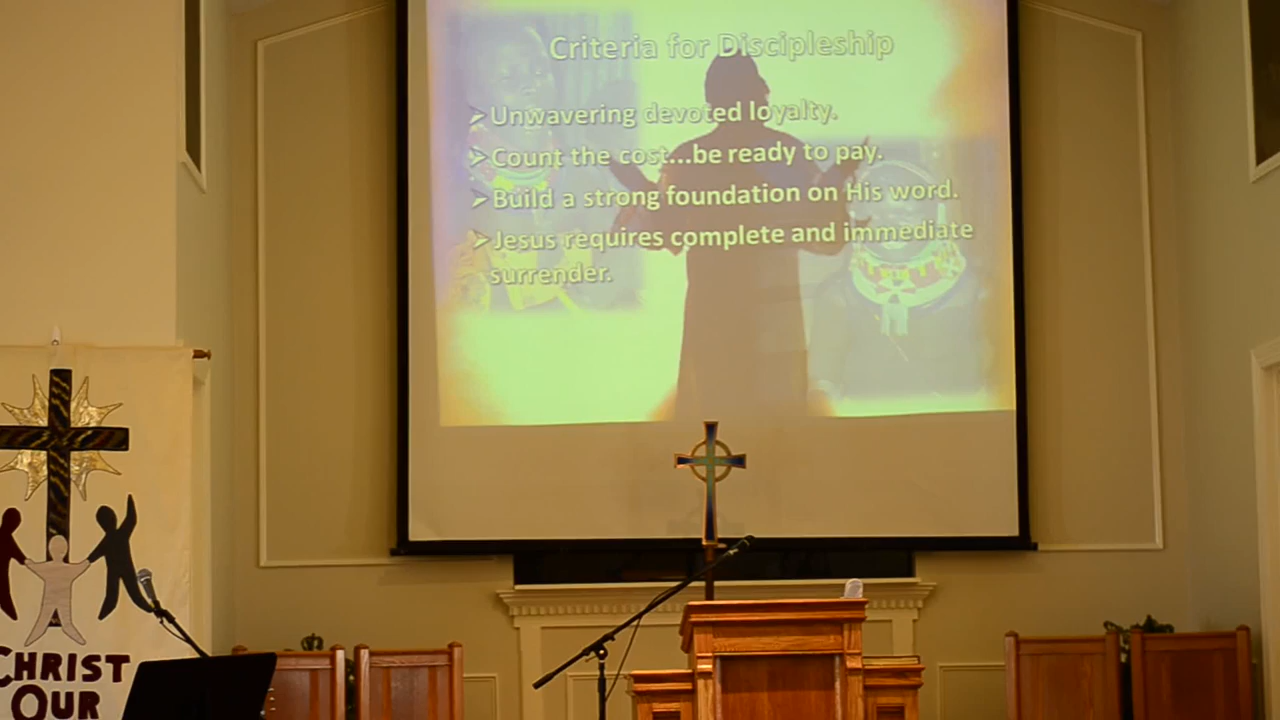 Criteria for Discipleship
➢Unwavering devoted loyalty.
➢Count the cost...be ready to pay.
➢Build a strong foundation on His word.
➢Jesus requires complete and immediate
surrender.
CHRIST
OUR